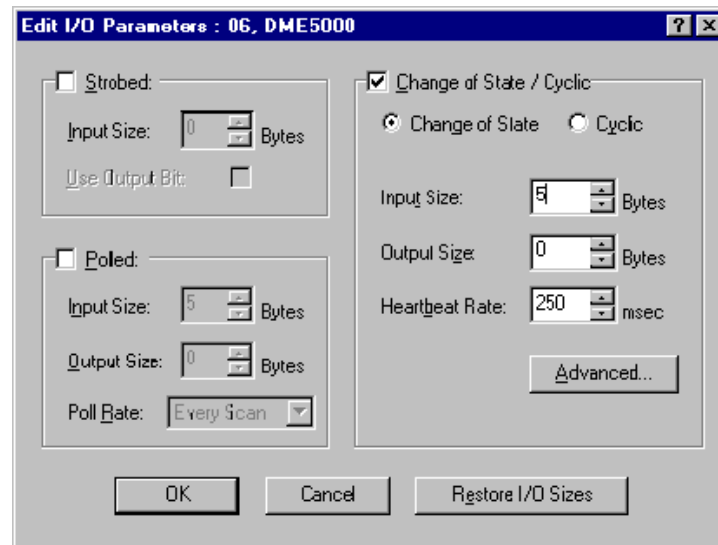 Edit I/O Parameters : 06, DME5000
Strobed:
Input Size: 0 Bytes
Use Output Bit:
Poled:
Input Size: 5 Bytes
Output Size: 0 Bytes
Poll Rate: Every Scan
Change of State / Cyclic
Change of State Cyclic
Input Size: 5 Bytes
Output Size: 0 Bytes
Heartbeat Rate: 250 msec
Advanced...
OK Cancel Restore I/O Sizes